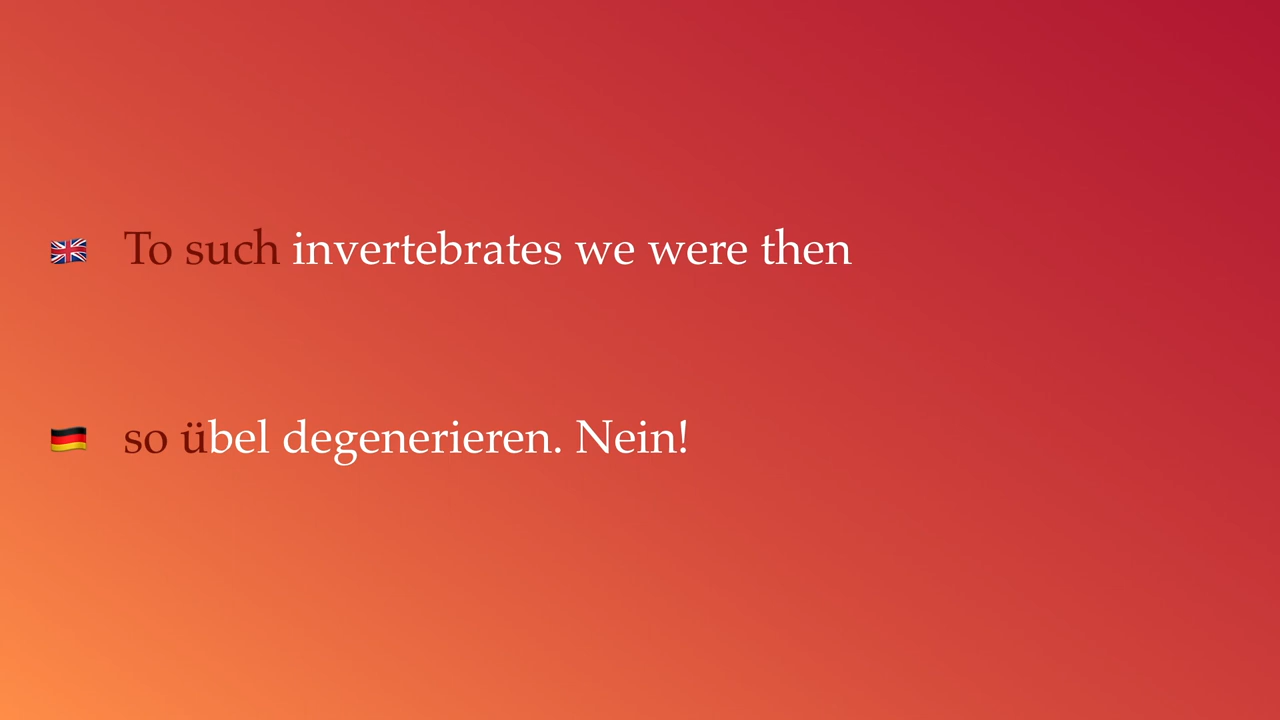 To such invertebrates we were then
so übel degenerieren. Nein!